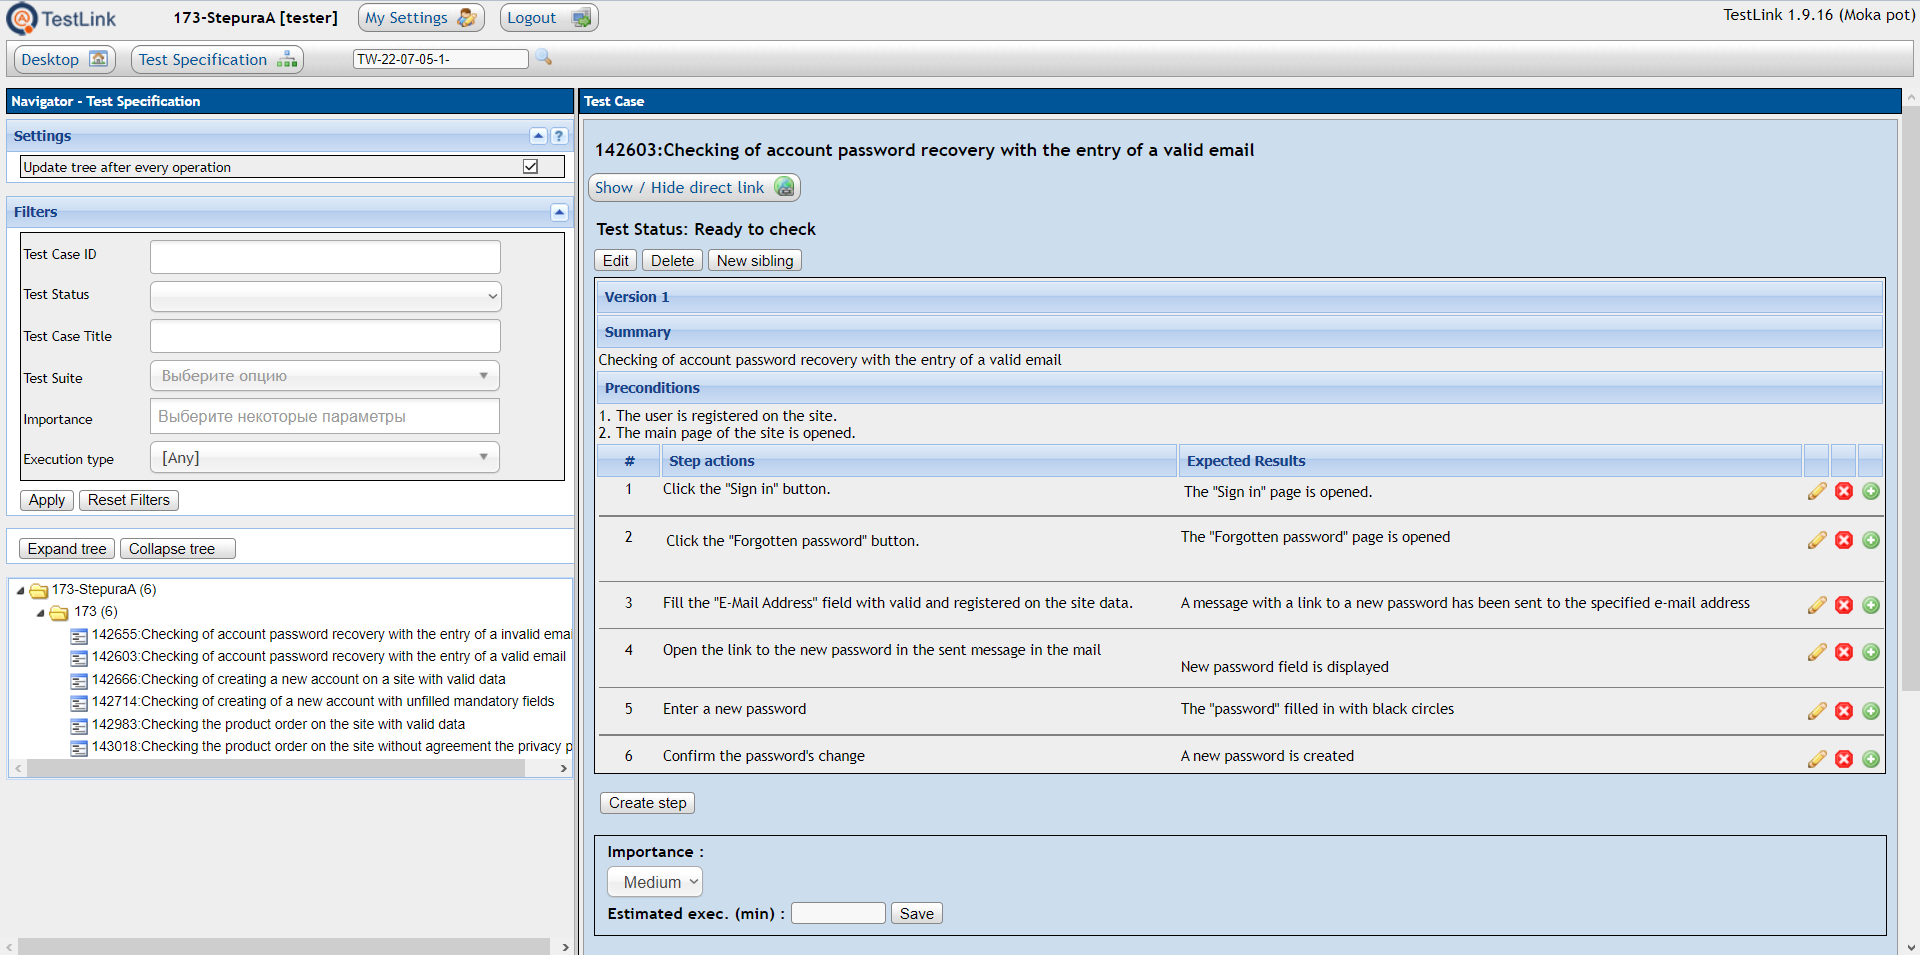 TestLink
173-StepuraA [tester]
My Settings
Logout
TestLink 1.9.16 (Moka pot)
Desktop
Test Specification
TW-22-07-05-1-
Navigator - Test Specification
Settings
?
Update tree after every operation
Filters
Test Case ID
Test Status
Test Case Title
Test Suite
Выберите опцию
Importance
Выберите некоторые параметры
Execution type
[Any]
Apply
Reset Filters
Expand tree
Collapse tree
173-StepuraA (6)
173 (6)
142655:Checking of account password recovery with the entry of a invalid
142603:Checking of account password recovery with the entry of a valid email
142666:Checking of creating a new account on a site with valid data
142714:Checking of creating of a new account with unfilled mandatory fields
142983:Checking the product order on the site with valid data
143018:Checking the product order on the site without agreement the privacy
Test Case
142603:Checking of account password recovery with the entry of a valid email
Show / Hide direct link
Test Status: Ready to check
Edit
Delete
New sibling
Version 1
Summary
Checking of account password recovery with the entry of a valid email
Preconditions
1. The user is registered on the site.
2. The main page of the site is opened.
# Step actions Expected Results
1 Click the "Sign in" button. The "Sign in" page is opened.
2 Click the "Forgotten password" button. The "Forgotten password" page is opened
3 Fill the "E-Mail Address" field with valid and registered on the site data. A message with a link to a new password has been sent to the specified e-mail address
4 Open the link to the new password in the sent message in the mail New password field is displayed
5 Enter a new password The "password" filled in with black circles
6 Confirm the password's change A new password is created
Create step
Importance :
Medium
Estimated exec. (min) :
Save